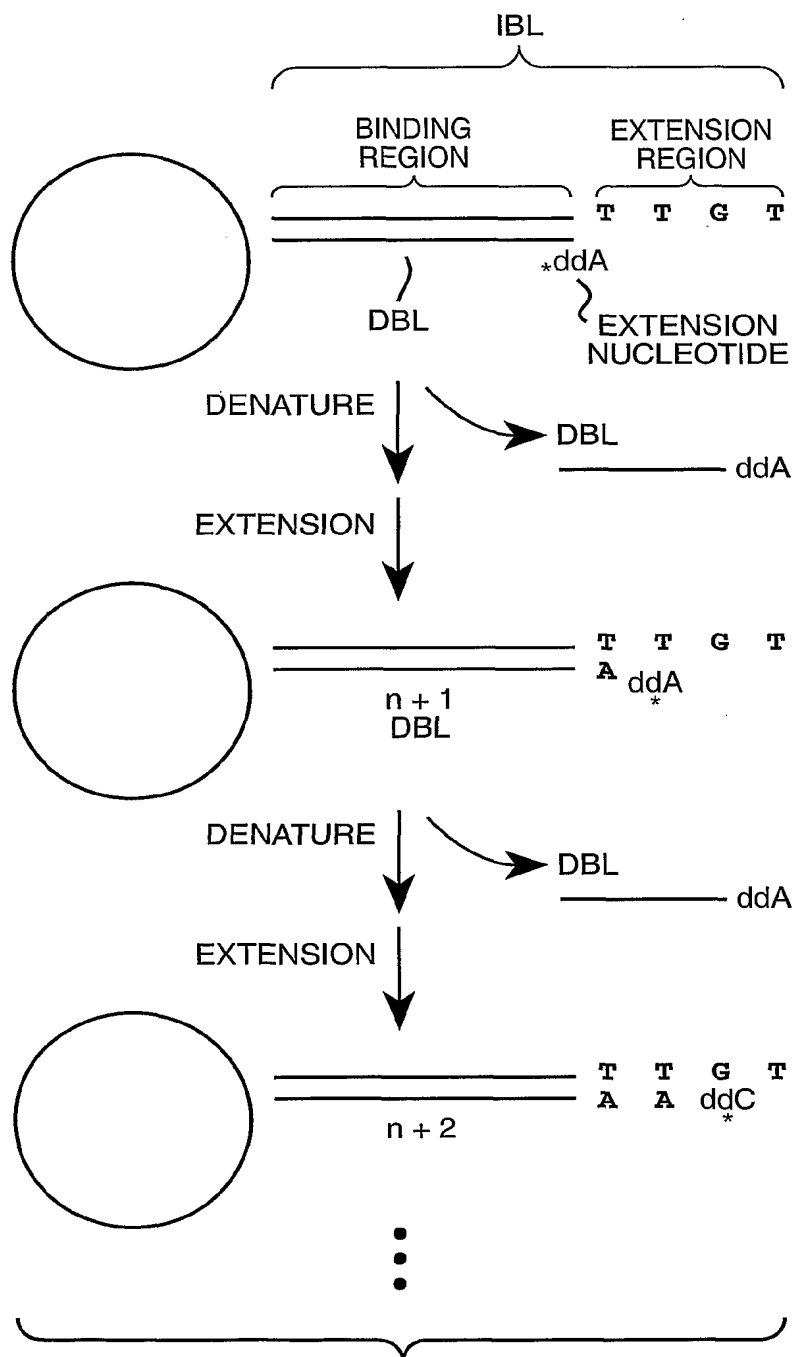 IBL
BINDING
REGION
EXTENSION
REGION
T T G T
*ddA
DBL
EXTENSION
NUCLEOTIDE
DENATURE
DBL
ddA
EXTENSION
T T G T
A ddA
*
n + 1
DBL
DENATURE
DBL
ddA
EXTENSION
T T G T
A A ddC
*
n + 2